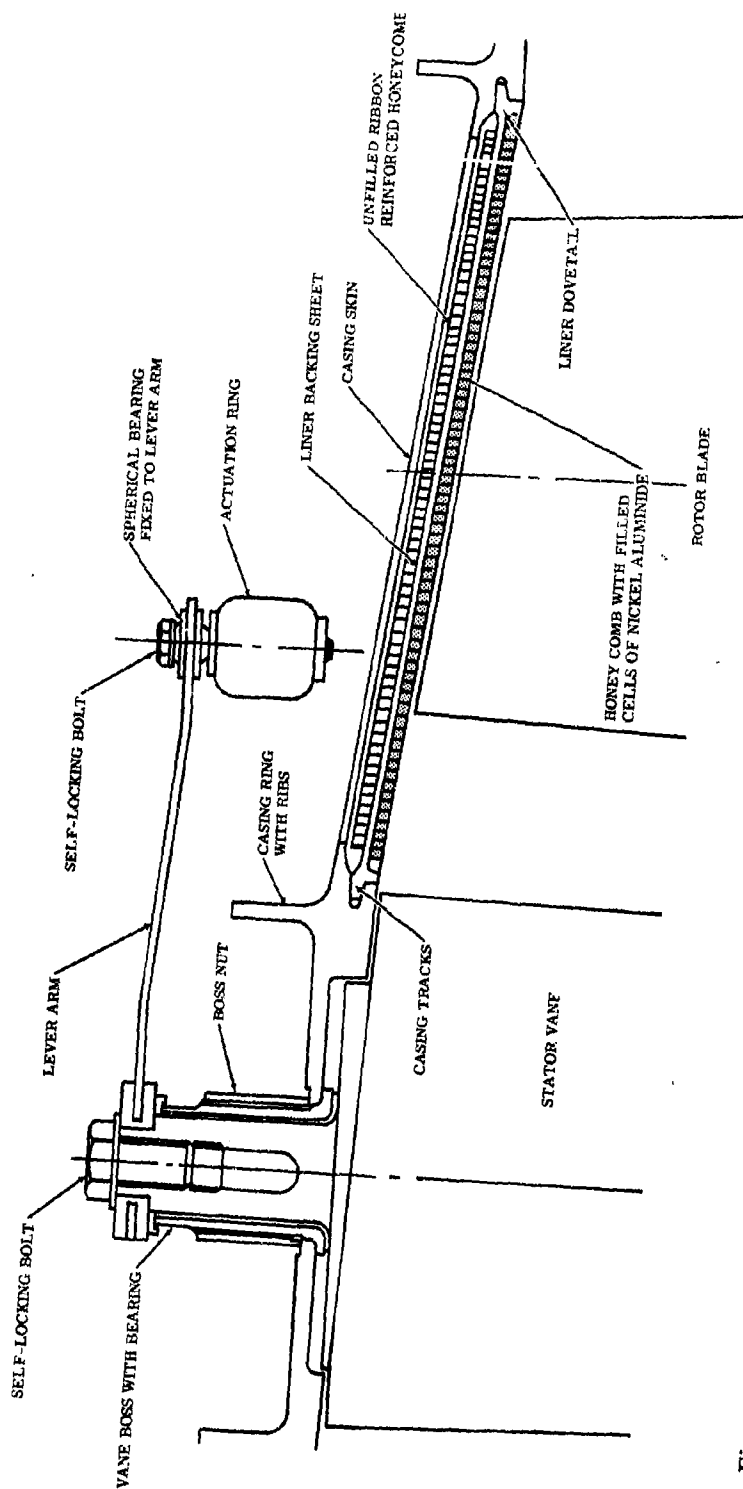 SELF-LOCKING BOLT
VANE BOSS WITH BEARING
LEVER ARM
BOSS NUT
SELF-LOCKING BOLT
CASING RING
WITH RIBS
SPHERICAL BEARING
FIXED TO LEVER ARM
ACTUATION RING
LINER BACKING SHEET
CASING SKIN
UNFILLED RIBBON
REINFORCED HONEYCOME
CASING TRACKS
STATOR VANE
HONEY COMB WITH FILLED
CELLS OF NICKEL ALUMINIDE
ROTOR BLADE
LINER DOVETAIL